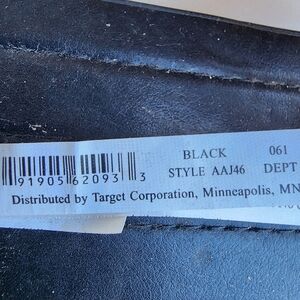 BLACK 061
STYLE AAJ46 DEPT
91905 62093 3
Distributed by Target Corporation, Minneapolis, MN